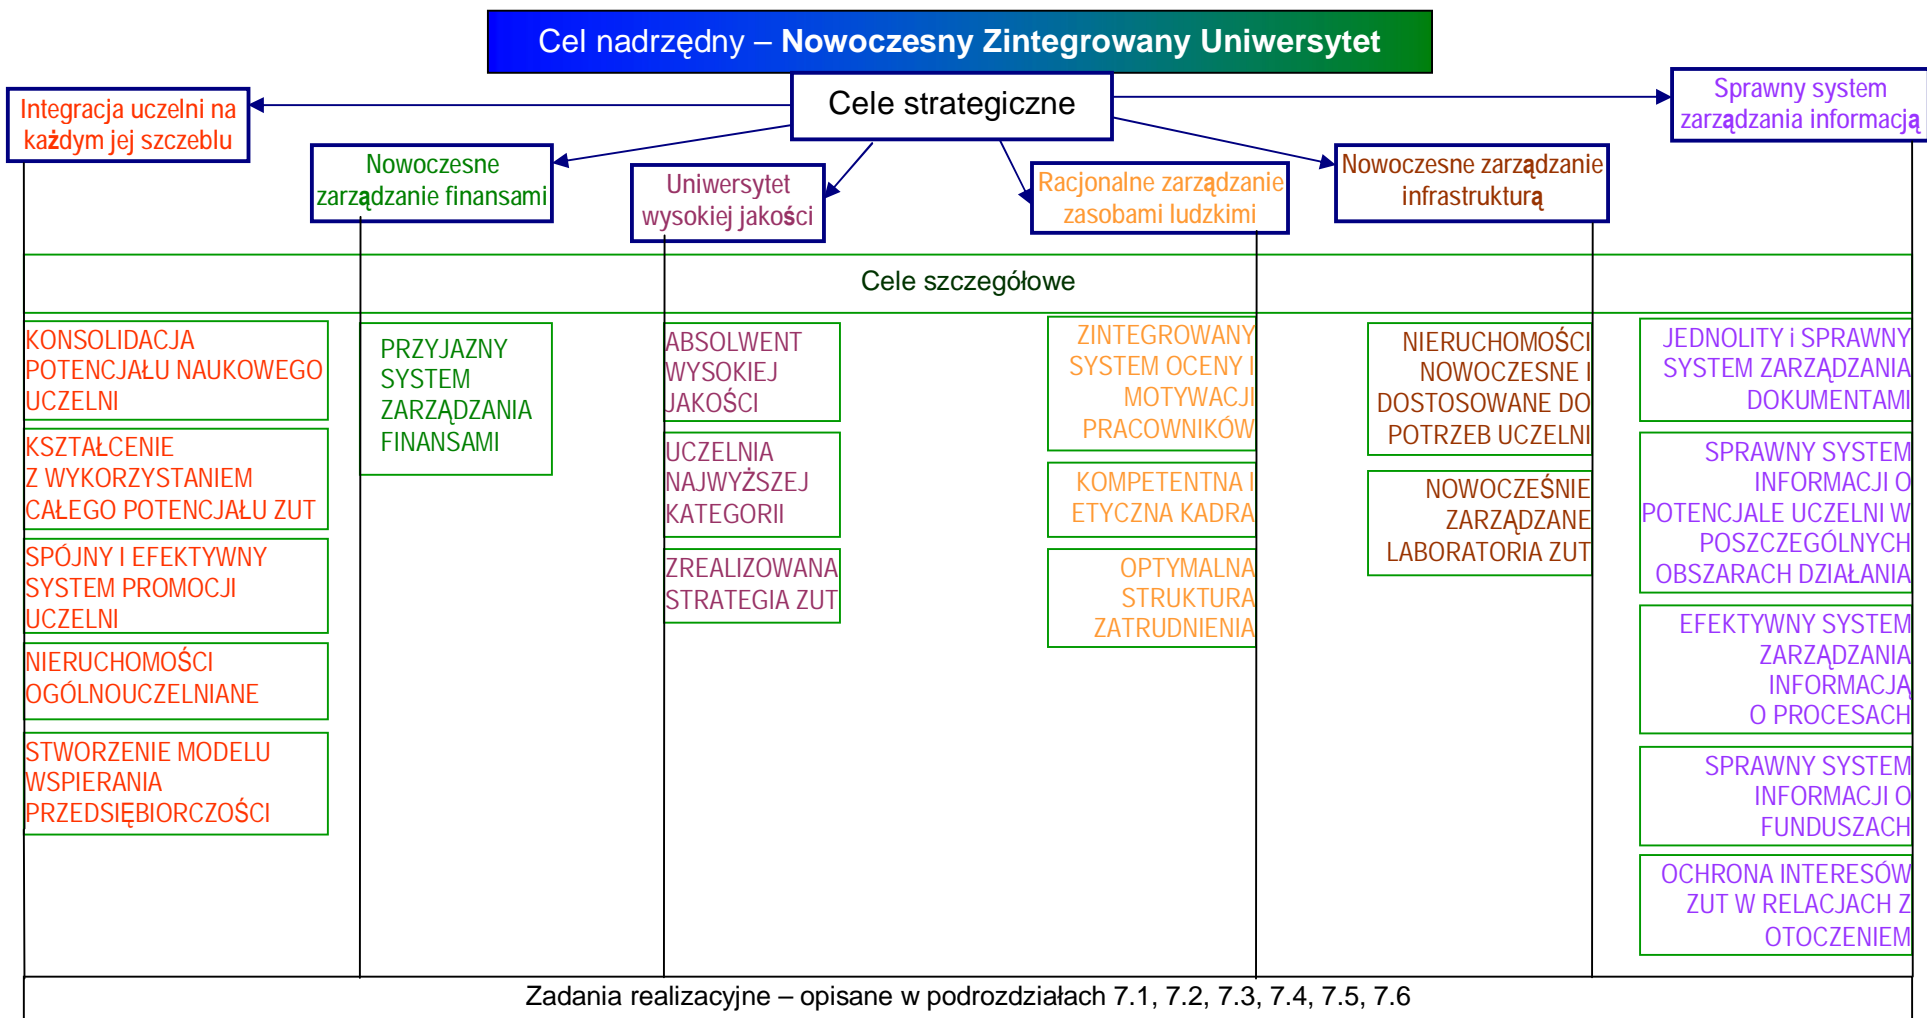 Cel nadrzędny – Nowoczesny Zintegrowany Uniwersytet
Cele strategiczne
Integracja uczelni na
każdym jej szczeblu
Nowoczesne
zarządzanie finansami
Uniwersytet
wysokiej jakości
Racjonalne zarządzanie
zasobami ludzkimi
Nowoczesne zarządzanie
infrastrukturą
Sprawny system
zarządzania informacją
Cele szczegółowe
KONSOLIDACJA
POTENCJAŁU NAUKOWEGO
UCZELNI
KSZTAŁCENIE
Z WYKORZYSTANIEM
CAŁEGO POTENCJAŁU ZUT
SPÓJNY I EFEKTYWNY
SYSTEM PROMOCJI
UCZELNI
NIERUCHOMOŚCI
OGÓLNOUCZELNIANE
STWORZENIE MODELU
WSPIERANIA
PRZEDSIĘBIORCZOŚCI
PRZYJAZNY
SYSTEM
ZARZĄDZANIA
FINANSAMI
ABSOLWENT
WYSOKIEJ
JAKOŚCI
UCZELNIA
NAJWYŻSZEJ
KATEGORII
ZREALIZOWANA
STRATEGIA ZUT
ZINTEGROWANY
SYSTEM OCENY I
MOTYWACJI
PRACOWNIKÓW
KOMPETENTNA I
ETYCZNA KADRA
OPTYMALNA
STRUKTURA
ZATRUDNIENIA
NIERUCHOMOŚCI
NOWOCZESNE I
DOSTOSOWANE DO
POTRZEB UCZELNI
NOWOCZEŚNIE
ZARZĄDZANE
LABORATORIA ZUT
JEDNOLITY i SPRAWNY
SYSTEM ZARZĄDZANIA
DOKUMENTAMI
SPRAWNY SYSTEM
INFORMACJI O
POTENCJALE UCZELNI W
POSZCZEGÓLNYCH
OBSZARACH DZIAŁANIA
EFEKTYWNY SYSTEM
ZARZĄDZANIA
INFORMACJĄ
O PROCESACH
SPRAWNY SYSTEM
INFORMACJI O
FUNDUSZACH
OCHRONA INTERESÓW
ZUT W RELACJACH Z
OTOCZENIEM
Zadania realizacyjne – opisane w podrozdziałach 7.1, 7.2, 7.3, 7.4, 7.5, 7.6